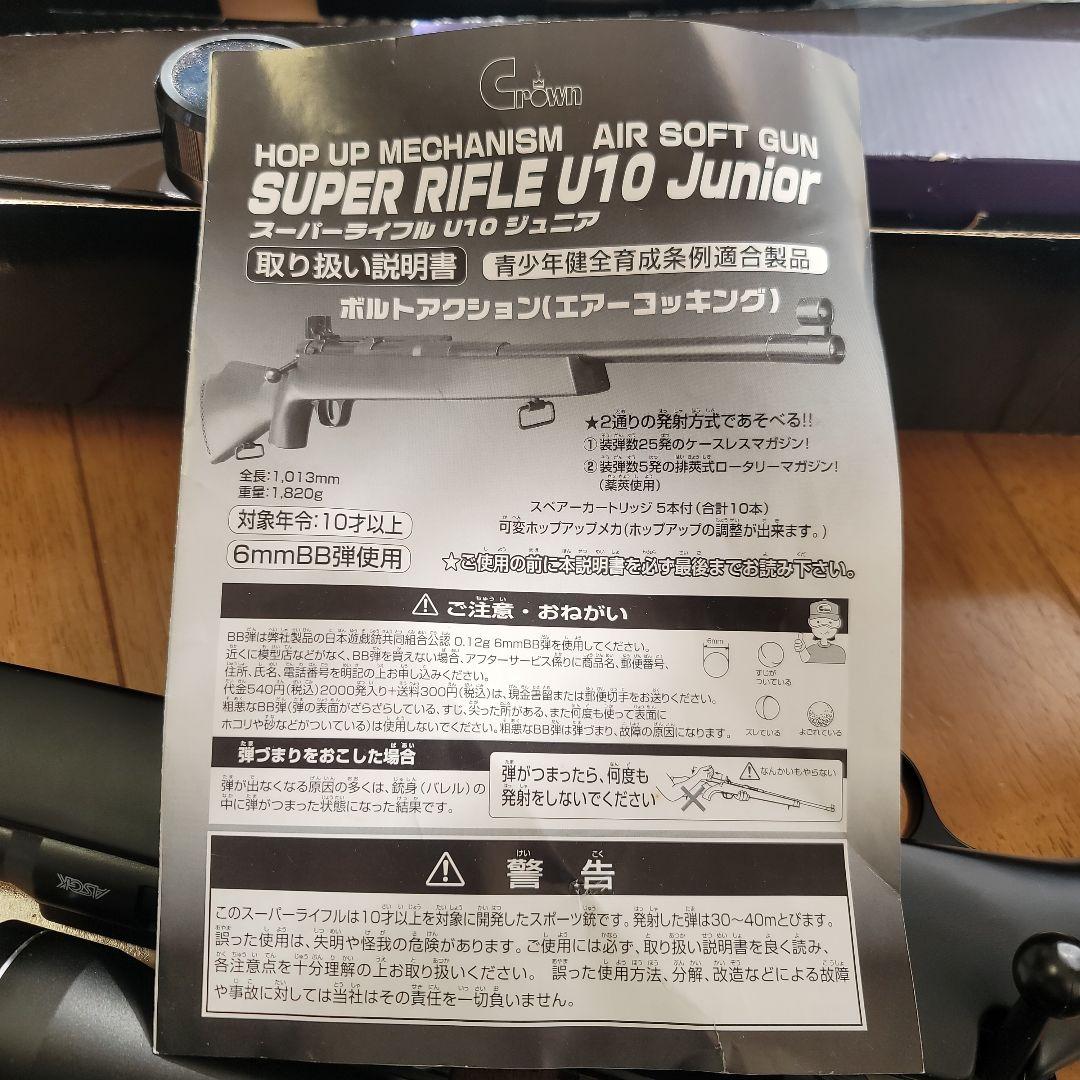 Crown
HOP UP MECHANISM AIR SOFT GUN
SUPER RIFLE U10 Junior
スーパーライフル U10 ジュニア
取り扱い説明書
青少年健全育成条例適合製品
ボルトアクション(エアーコッキング)
★2通りの発射方式であそべる!!
①装弾数25発のケースレスマガジン!
②装弾数5発の排莢式ロータリーマガジン!
(薬莢使用)
全長:1,013mm
重量:1,820g
スペアーカートリッジ 5本付(合計10本)
対象年令:10才以上
可変ホップアップメカ(ホップアップの調整が出来ます。)
6mmBB弾使用
★ご使用の前に本説明書を必ず最後までお読み下さい。
⚠ ご注意・おねがい
BB弾は弊社製品の日本遊戯銃共同組合公認 0.12g 6mmBB弾を使用してください。
近くに模型店などがなく、BB弾を買えない場合、アフターサービス係りに商品名、郵便番号、
住所、氏名、電話番号を明記の上お申し込みください。
代金540円(税込)2000発入り+送料300円(税込)は、現金書留または郵便切手をお送りください。
粗悪なBB弾(弾の表面がざらざらしている、すじ、尖った所がある、また何度も使って表面に
ホコリや砂などがついている)は使用しないでください。粗悪なBB弾は弾づまり、故障の原因になります。
6mm
すじが
ついている
ズレている
よごれている
弾づまりをおこした場合
弾が出なくなる原因の多くは、銃身(バレル)の
中に弾がつまった状態になった結果です。
弾がつまったら、何度も
発射をしないでください
⚠なんかいもやらない
⚠ 警告
このスーパーライフルは10才以上を対象に開発したスポーツ銃です。発射した弾は30〜40mとびます。
誤った使用は、失明や怪我の危険があります。ご使用には必ず、取り扱い説明書を良く読み、
各注意点を十分理解の上お取り扱いください。 誤った使用方法、分解、改造などによる故障
や事故に対しては当社はその責任を一切負いません。
ASGK